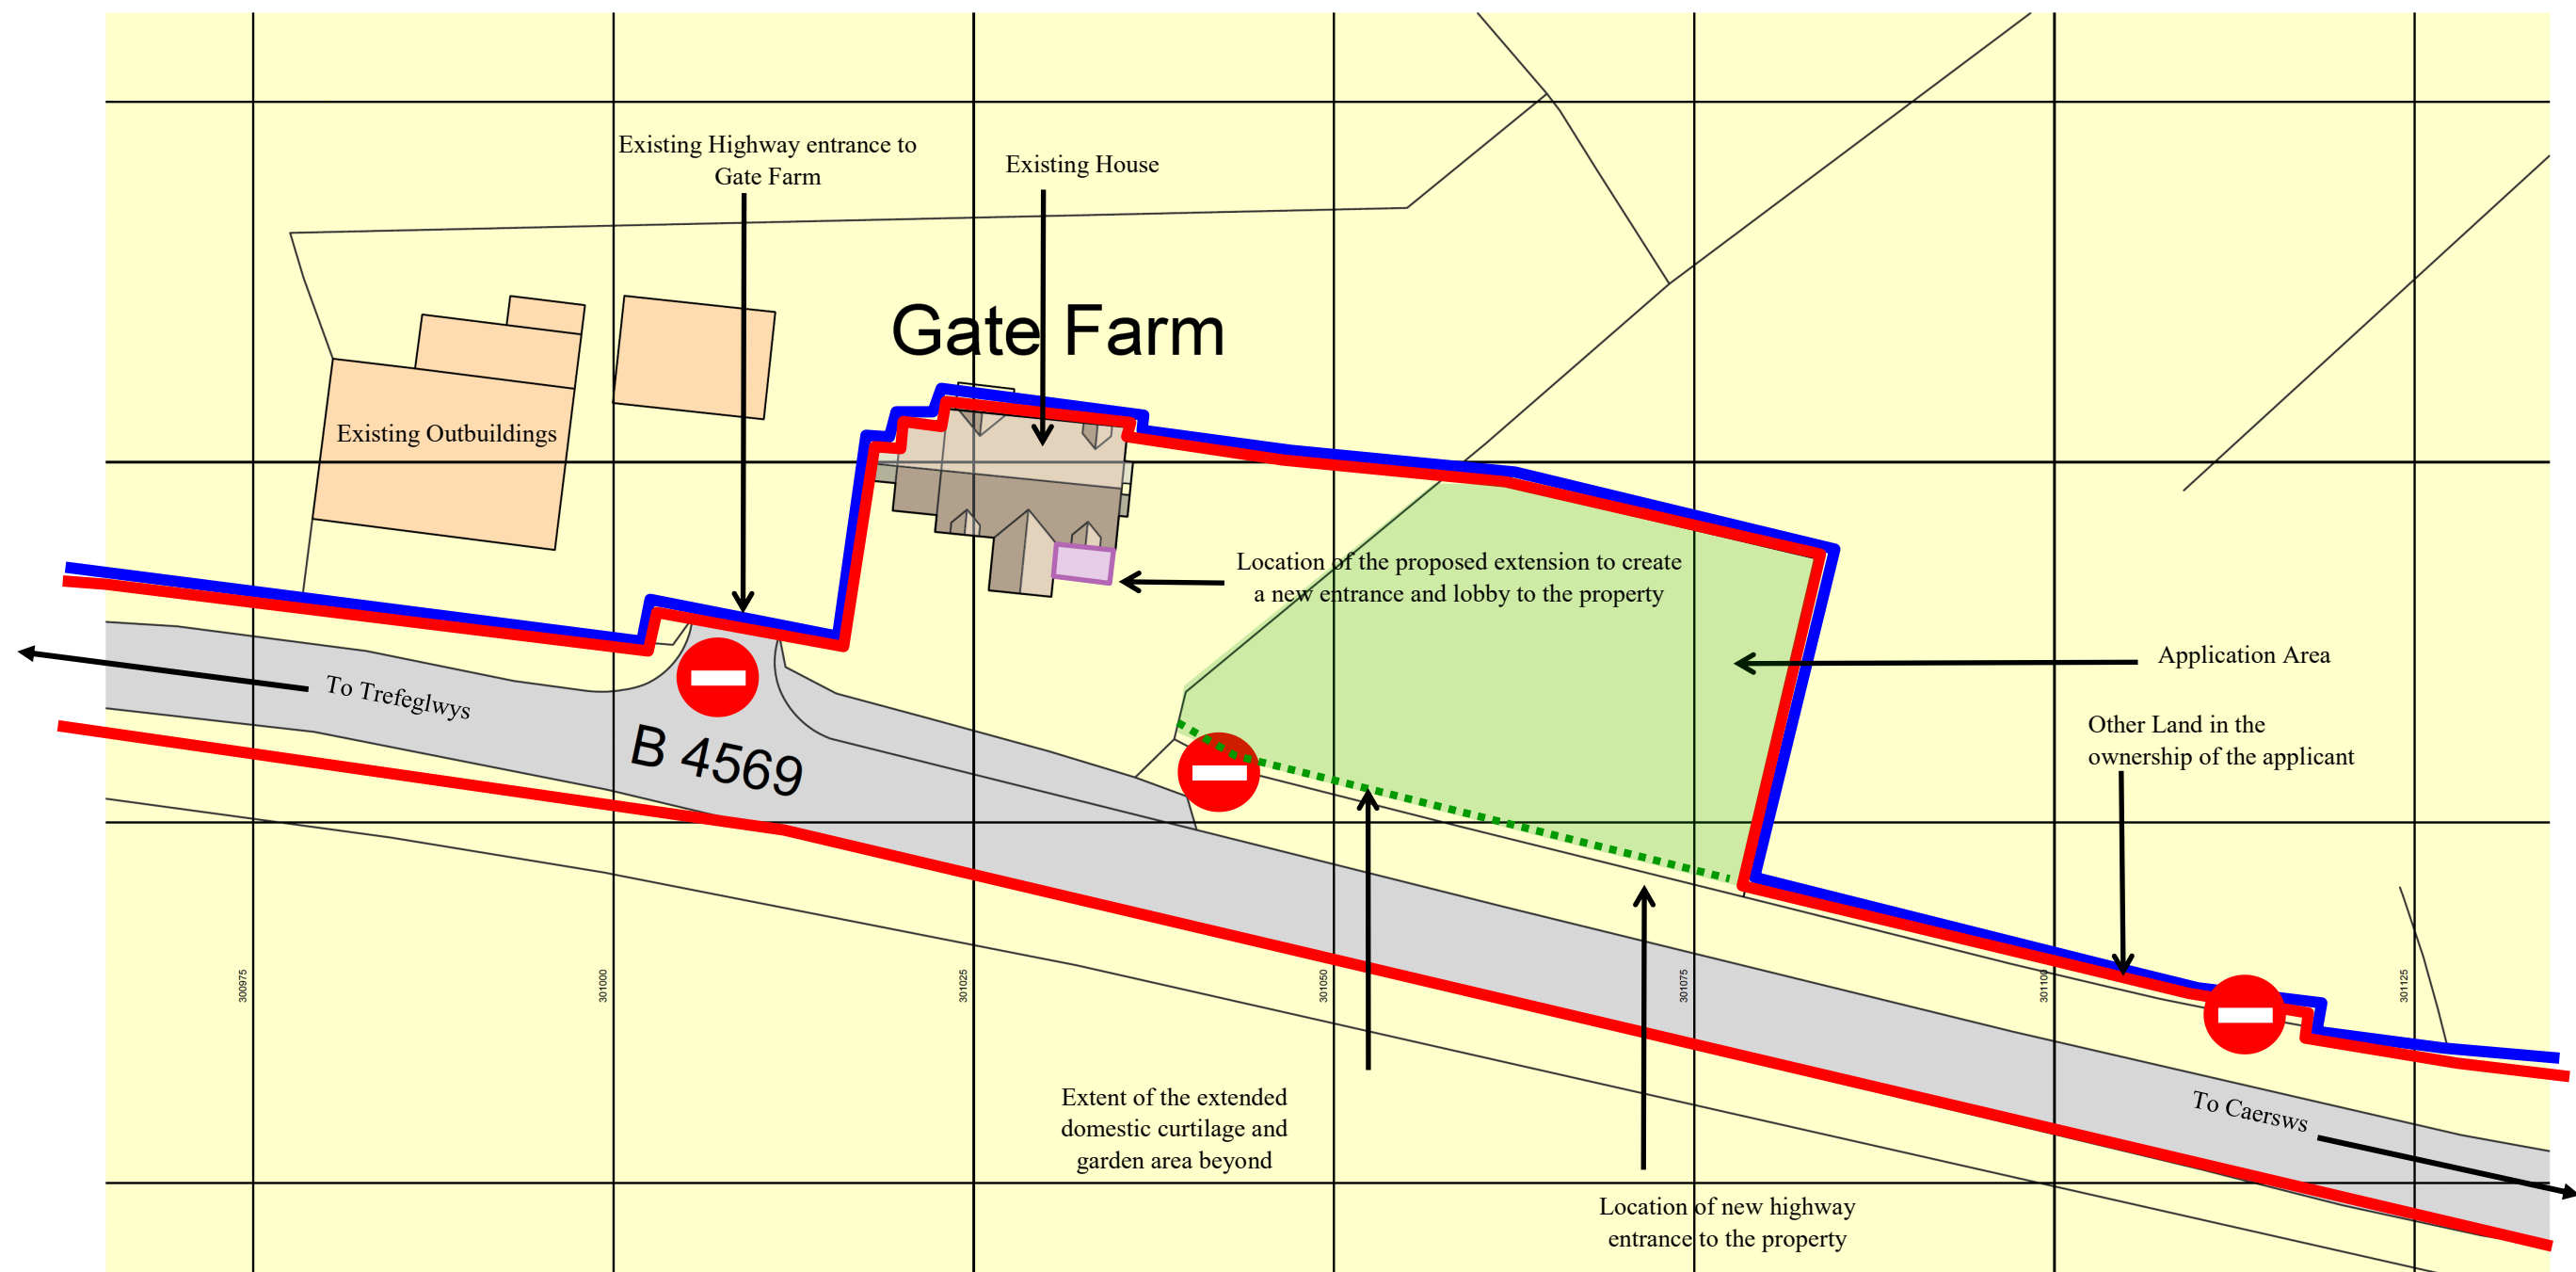 Existing Highway entrance to
Gate Farm
Existing House
Gate Farm
Existing Outbuildings
Location of the proposed extension to create
a new entrance and lobby to the property
Application Area
To Trefeglwys
B 4569
Other Land in the
ownership of the applicant
300975
301000
301025
301050
301075
301100
301125
Extent of the extended
domestic curtilage and
garden area beyond
To Caersws
Location of new highway
entrance to the property